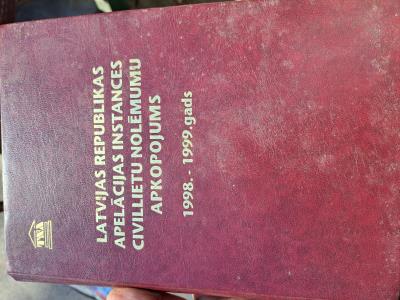 LATVIJAS REPUBLIKAS
APELĀCIJAS INSTANCES
CIVILLIETU NOLĒMUMU
APKOPOJUMS
1998. - 1999. gads
TNA